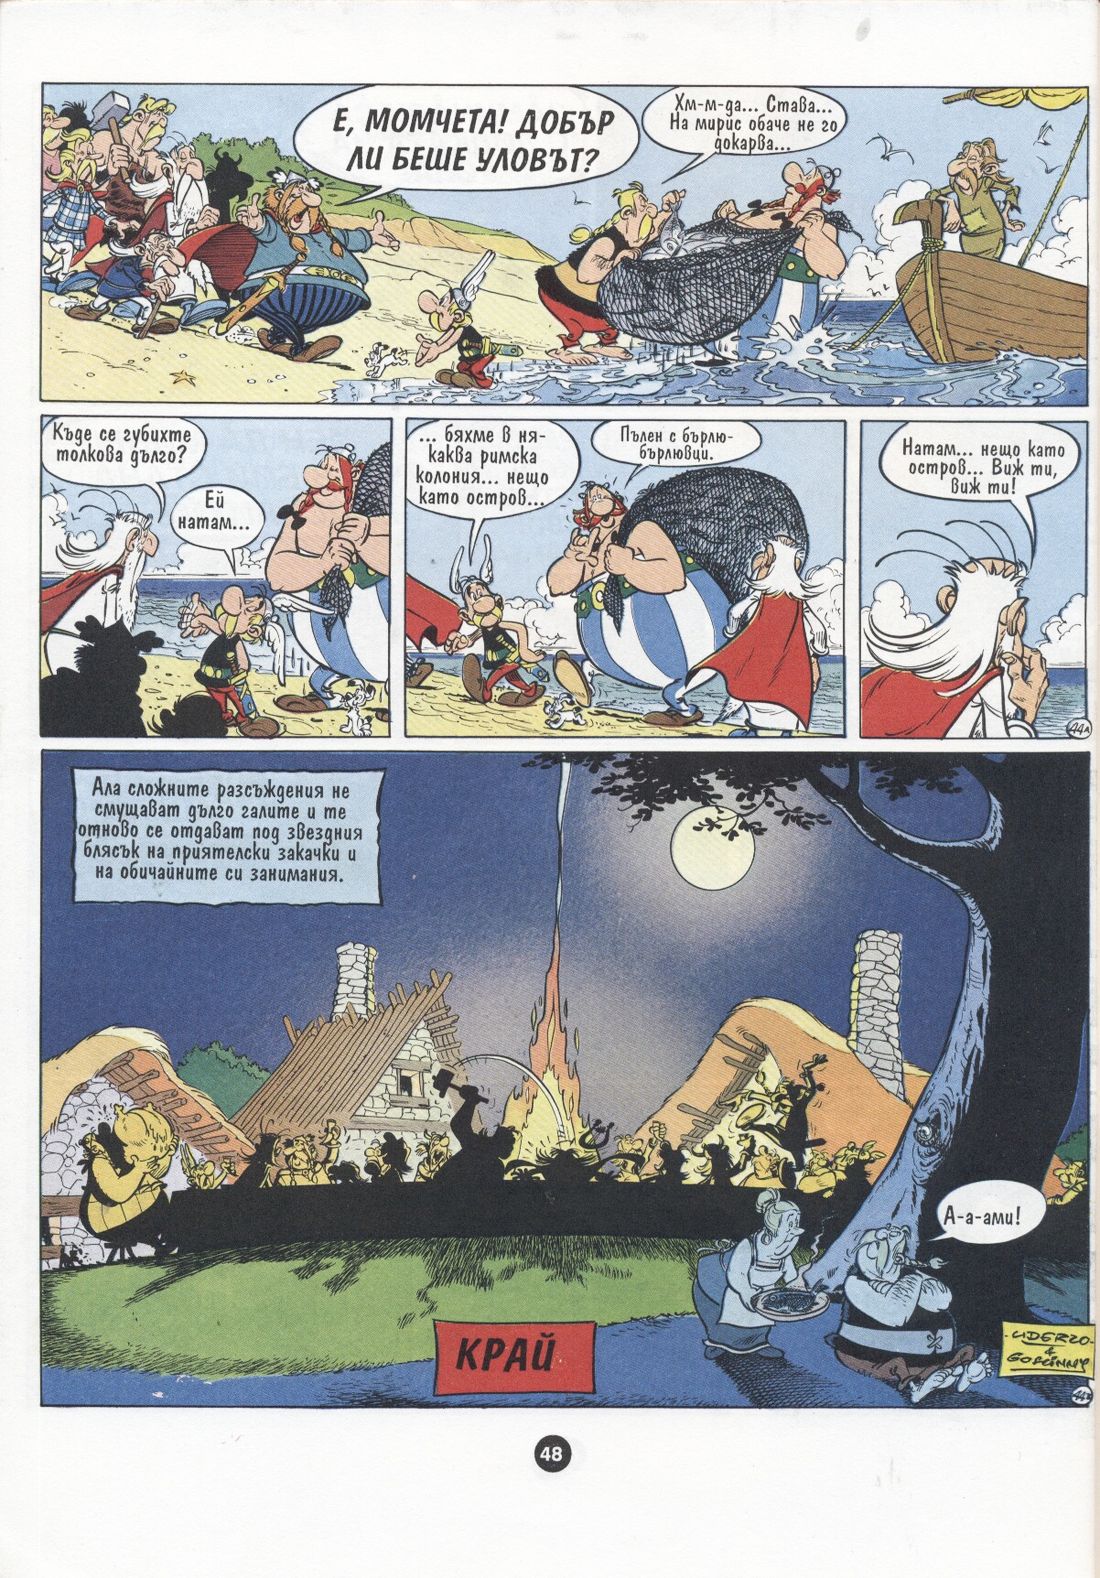 Е, МОМЧЕТА! ДОБЪР
ЛИ БЕШЕ УЛОВЪТ?
Хм-м-да... Става...
На мирис обаче не го
докарва...
Къде се губихте
толкова дълго?
Ей
натам...
... бяхме в ня-
каква римска
колония... нещо
като остров...
Пълен с бърлю-
бърлювци.
Натам... нещо като
остров... Виж ти,
виж ти!
44A
Ала сложните разсъждения не
смущават дълго галите и те
отново се отдават под звездния
блясък на приятелски закачки и
на обичайните си занимания.
А-а-ами!
КРАЙ
-UDERZO-
&
GOSCINNY
44B
48